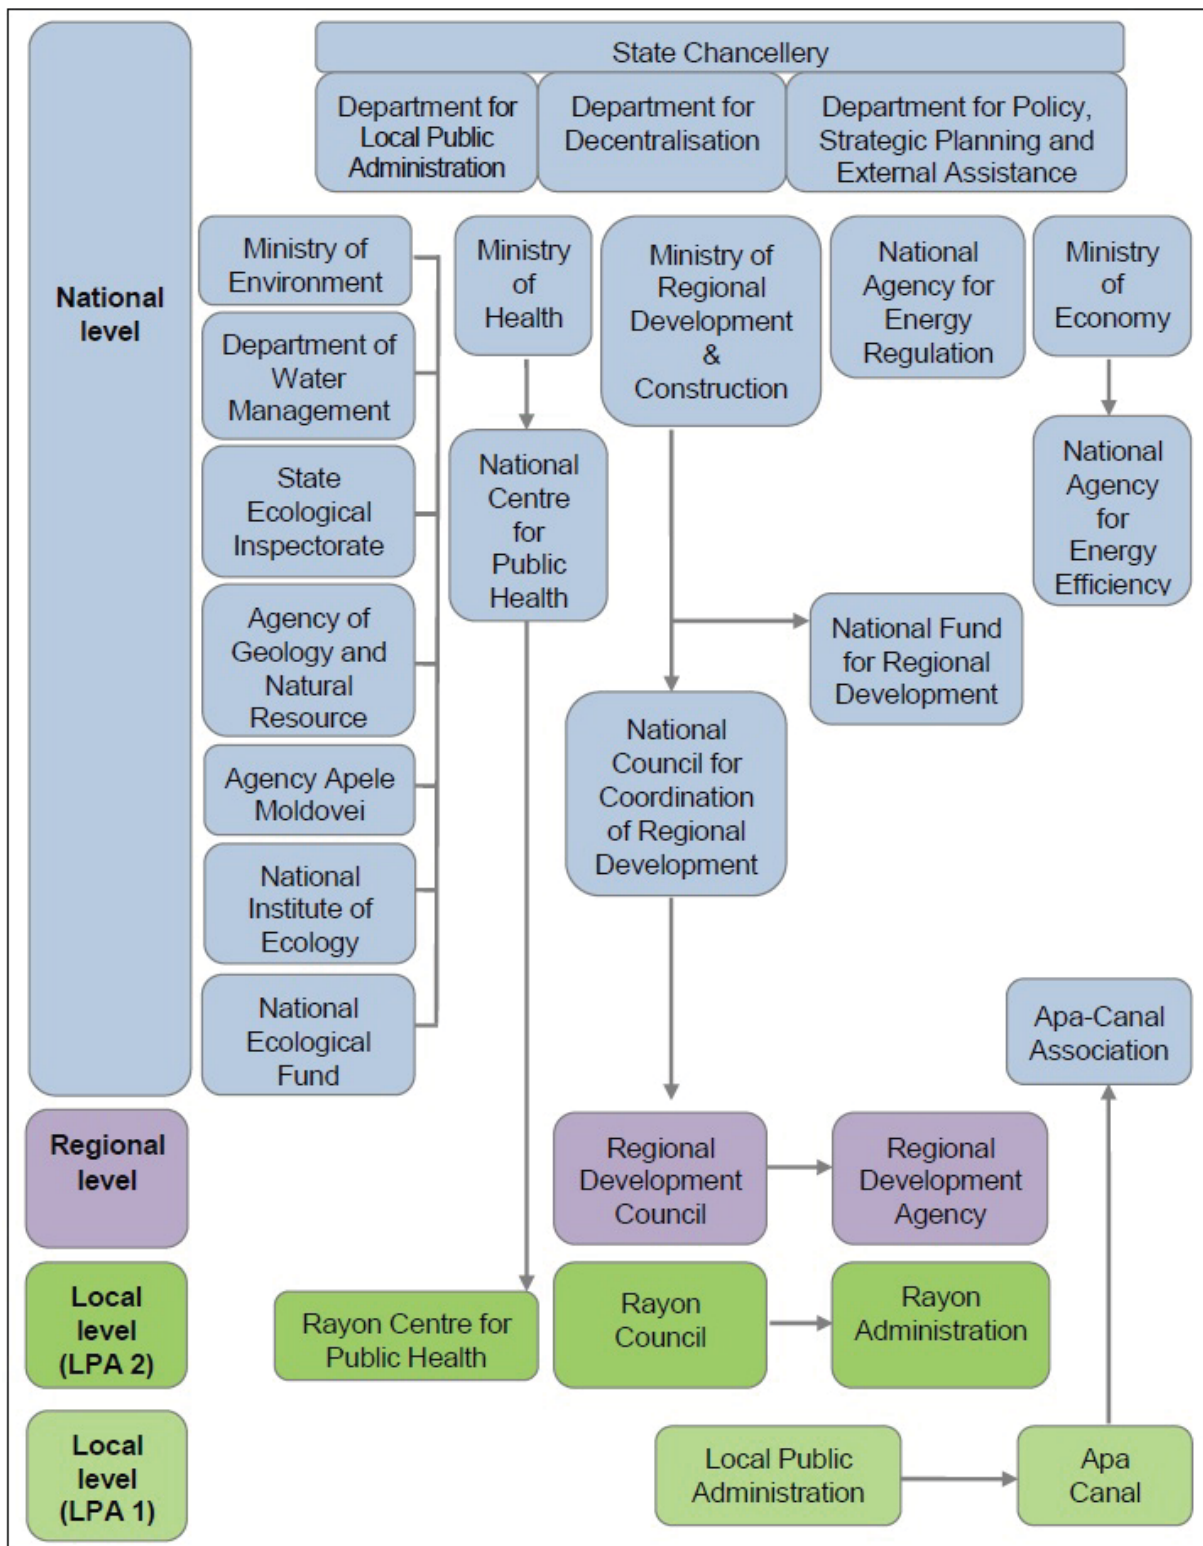 State Chancellery
Department for
Local Public
Administration
Department for
Decentralisation
Department for Policy,
Strategic Planning and
External Assistance
National
level
Ministry of
Environment
Department of
Water
Management
State
Ecological
Inspectorate
Agency of
Geology and
Natural
Resource
Agency Apele
Moldovei
National
Institute of
Ecology
National
Ecological
Fund
Ministry
of
Health
National
Centre
for
Public
Health
Ministry of
Regional
Development
&
Construction
National
Agency for
Energy
Regulation
Ministry
of
Economy
National
Agency
for
Energy
Efficiency
National Fund
for Regional
Development
National
Council for
Coordination
of Regional
Development
Apa-Canal
Association
Regional
level
Regional
Development
Council
Regional
Development
Agency
Local
level
(LPA 2)
Rayon Centre for
Public Health
Rayon
Council
Rayon
Administration
Local
level
(LPA 1)
Local Public
Administration
Apa
Canal